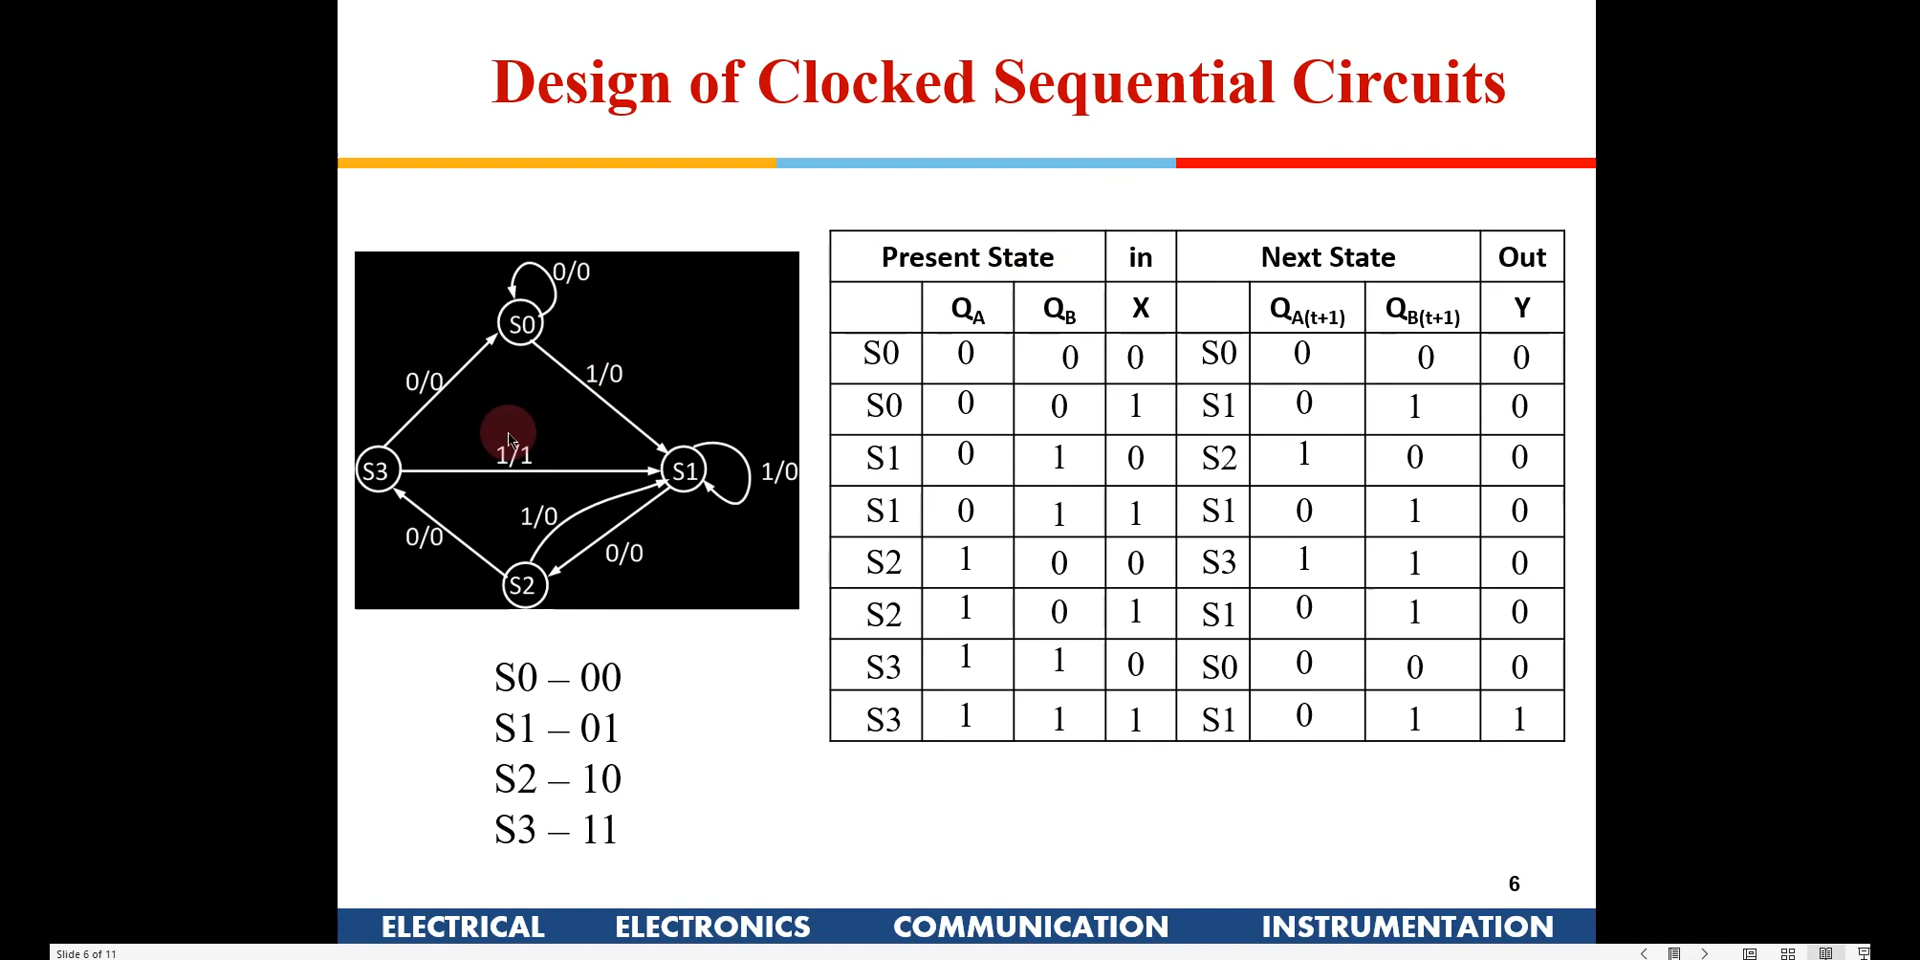 Design of Clocked Sequential Circuits
0/0
S0
0/0
1/0
1/1
S3
S1
1/0
1/0
0/0
0/0
S2
S0 – 00
S1 – 01
S2 – 10
S3 – 11
Present State in Next State Out
QA QB X QA(t+1) QB(t+1) Y
S0 0 0 0 S0 0 0 0
S0 0 0 1 S1 0 1 0
S1 0 1 0 S2 1 0 0
S1 0 1 1 S1 0 1 0
S2 1 0 0 S3 1 1 0
S2 1 0 1 S1 0 1 0
S3 1 1 0 S0 0 0 0
S3 1 1 1 S1 0 1 1
6
ELECTRICAL ELECTRONICS COMMUNICATION INSTRUMENTATION
Slide 6 of 11